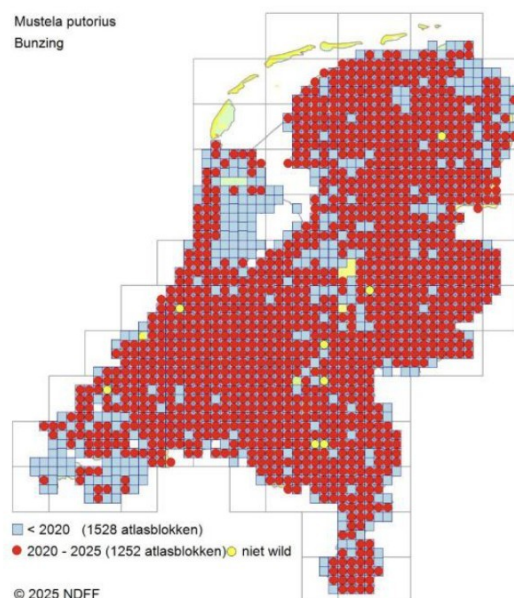 Mustela putorius
Bunzing
< 2020 (1528 atlasblokken)
2020 - 2025 (1252 atlasblokken) niet wild
© 2025 NDFF